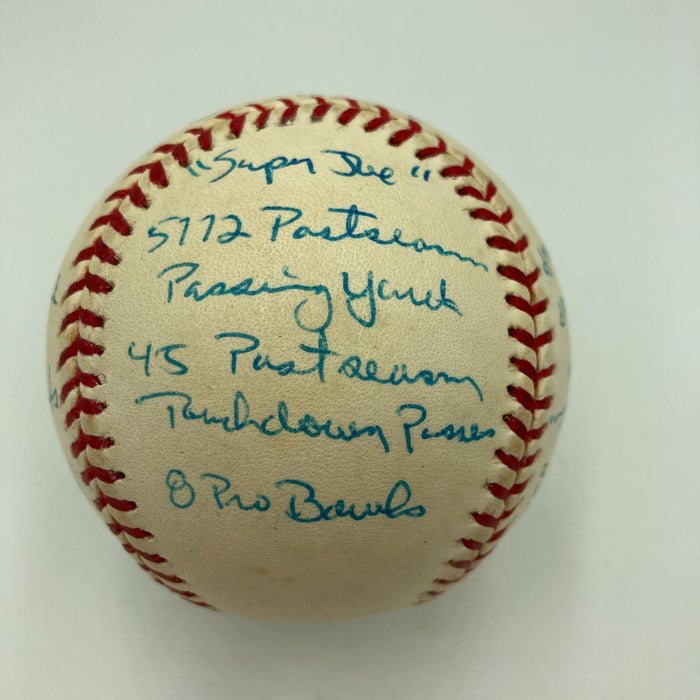 "Super Joe"
5772 Postseason
Passing Yards
45 Postseason
Touchdown Passes
8 Pro Bowls